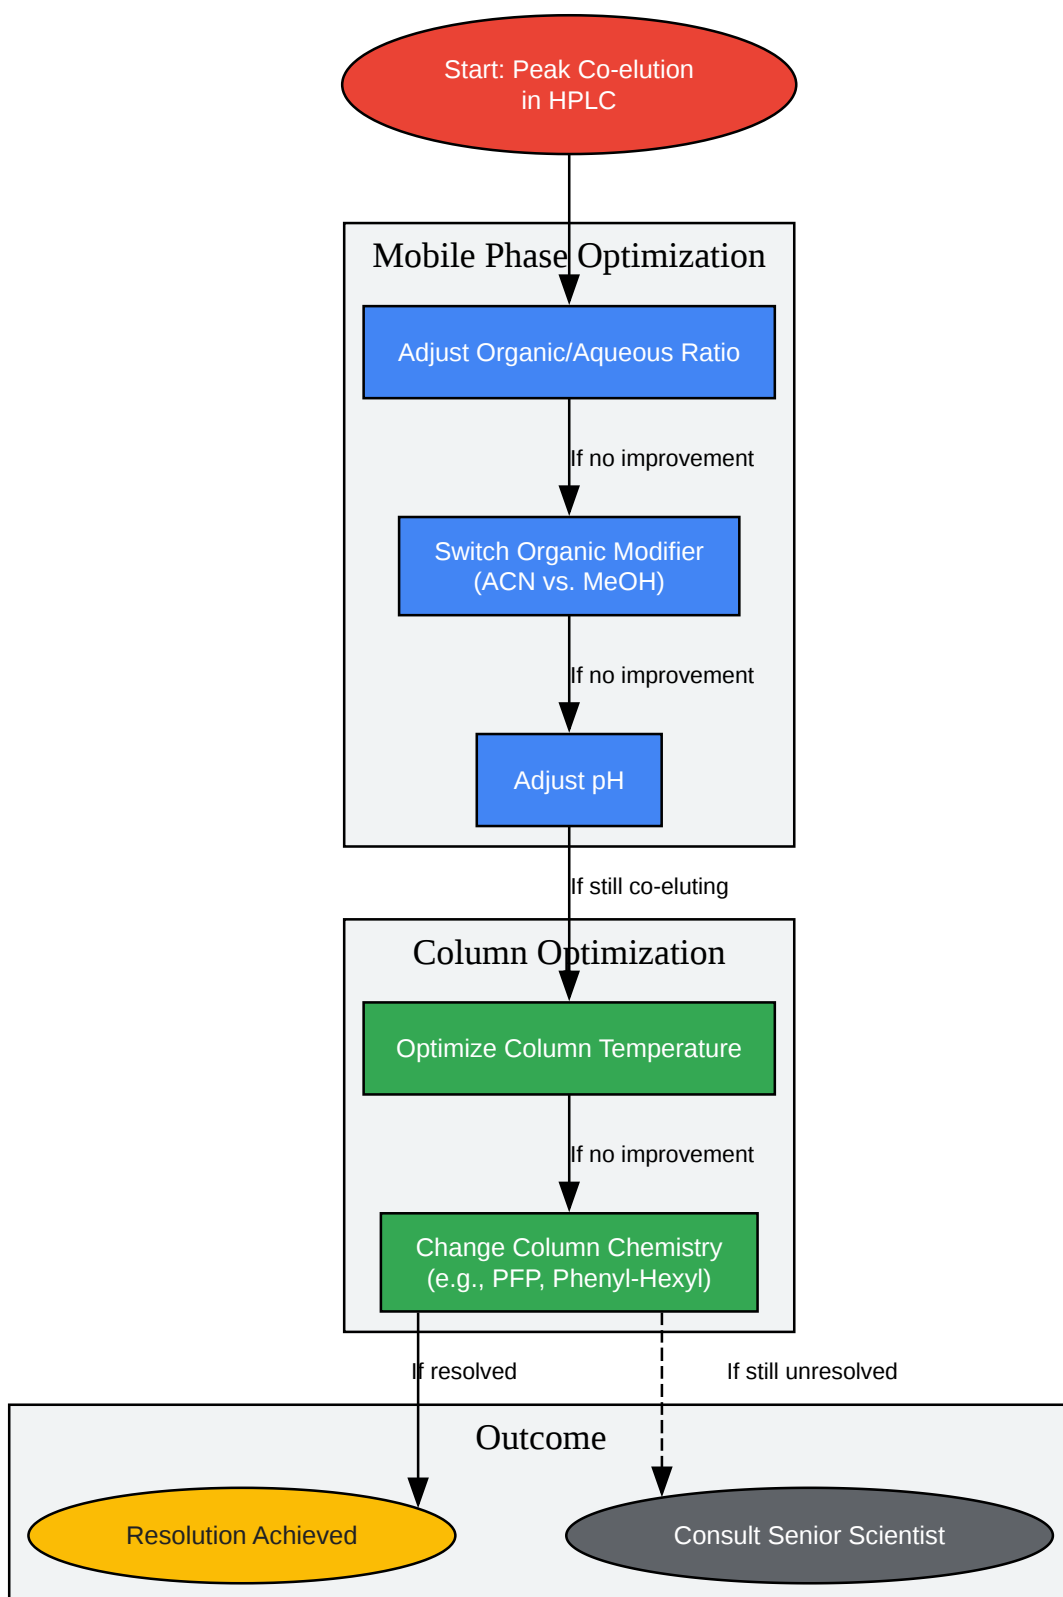 Start: Peak Co-elution
in HPLC
Mobile Phase Optimization
Adjust Organic/Aqueous Ratio
If no improvement
Switch Organic Modifier
(ACN vs. MeOH)
If no improvement
Adjust pH
If still co-eluting
Column Optimization
Optimize Column Temperature
If no improvement
Change Column Chemistry
(e.g., PFP, Phenyl-Hexyl)
If resolved
If still unresolved
Outcome
Resolution Achieved
Consult Senior Scientist